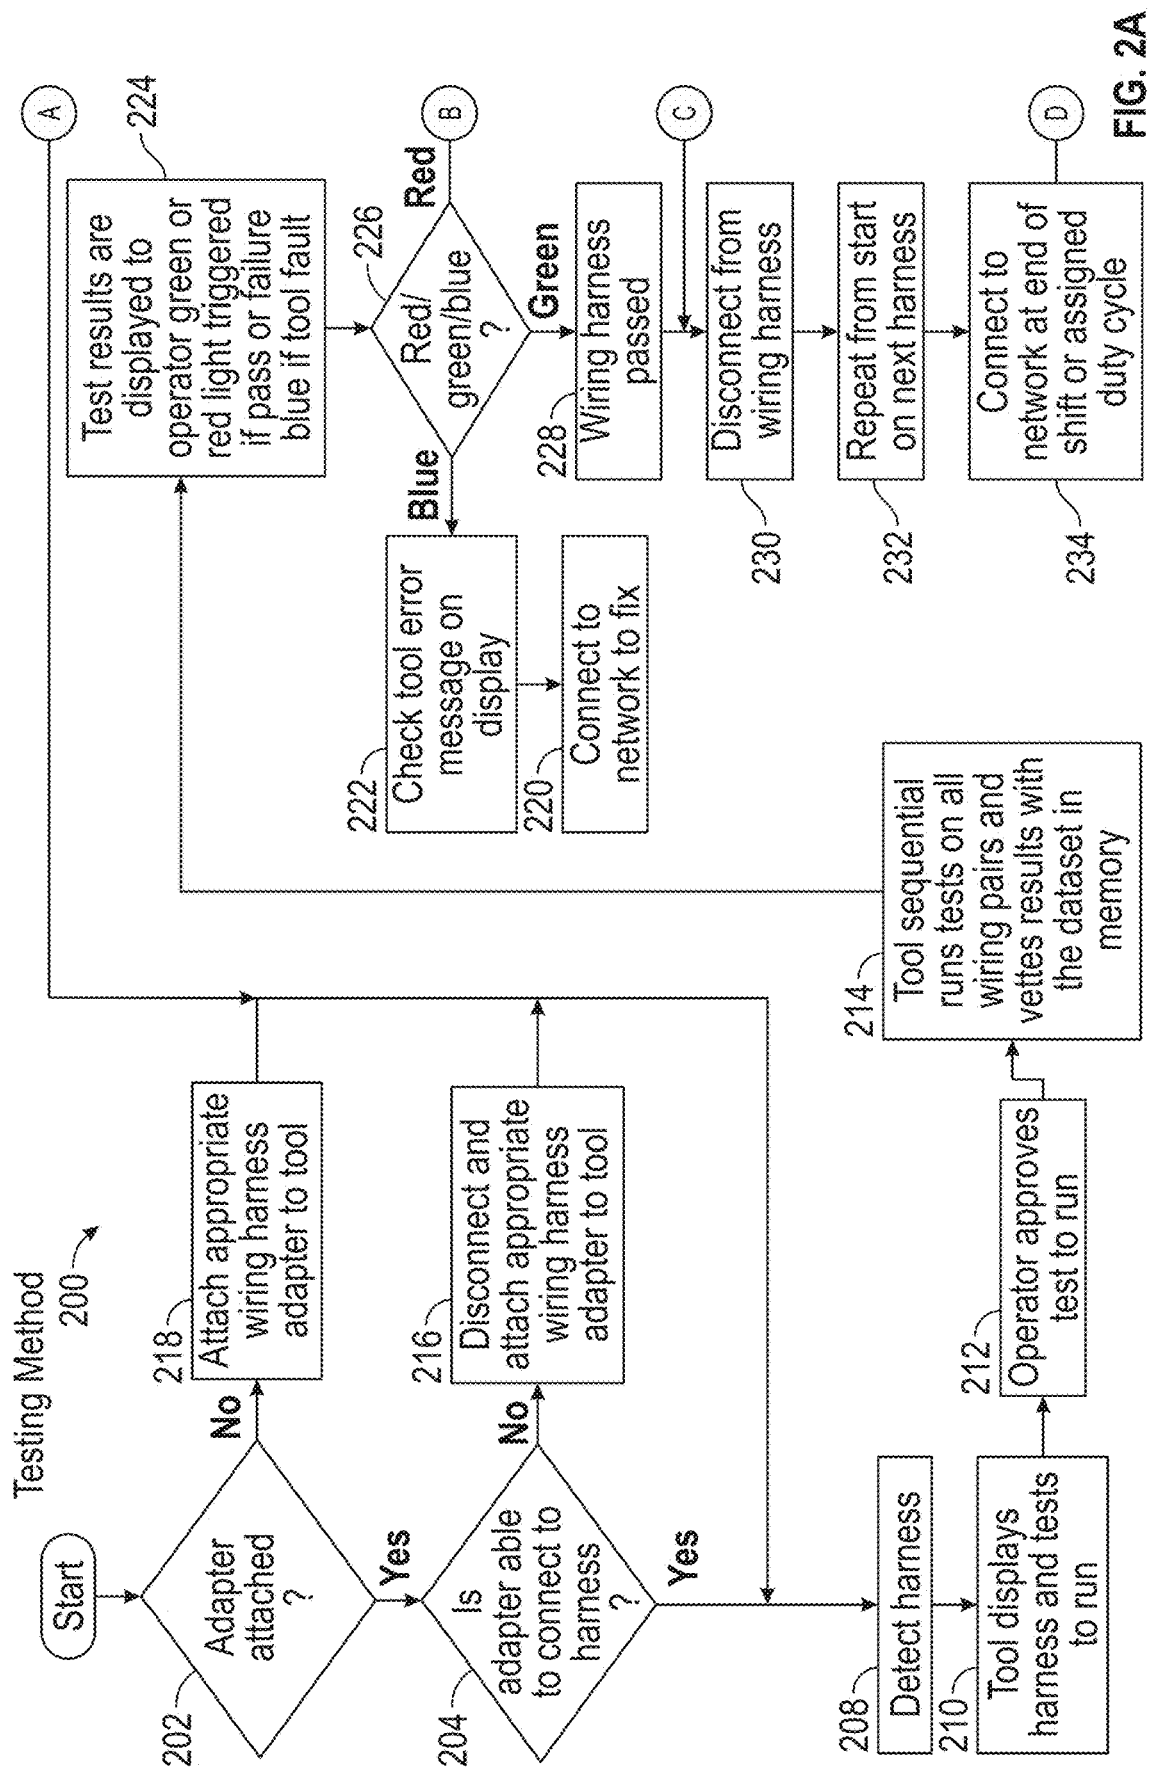 Testing Method
200
Start
Adapter
attached
?
202
No
Yes
218
Attach appropriate
wiring harness
adapter to tool
Is
adapter able
to connect to
harness
?
204
No
Yes
216
Disconnect and
attach appropriate
wiring harness
adapter to tool
208
Detect harness
210
Tool displays
harness and tests
to run
212
Operator approves
test to run
214
Tool sequential
runs tests on all
wiring pairs and
vettes results with
the dataset in
memory
A
224
Test results are
displayed to
operator green or
red light triggered
if pass or failure
blue if tool fault
226
Red/
green/blue
?
Red
B
Blue
Green
222
Check tool error
message on
display
220
Connect to
network to fix
228
Wiring harness
passed
C
230
Disconnect from
wiring harness
232
Repeat from start
on next harness
234
Connect to
network at end of
shift or assigned
duty cycle
D
FIG. 2A